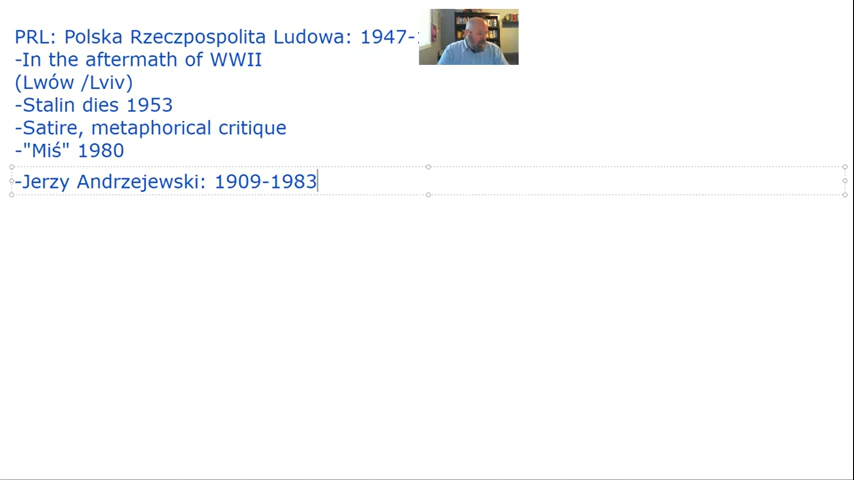 PRL: Polska Rzeczpospolita Ludowa: 1947-
-In the aftermath of WWII
(Lwów /Lviv)
-Stalin dies 1953
-Satire, metaphorical critique
-"Miś" 1980
-Jerzy Andrzejewski: 1909-1983